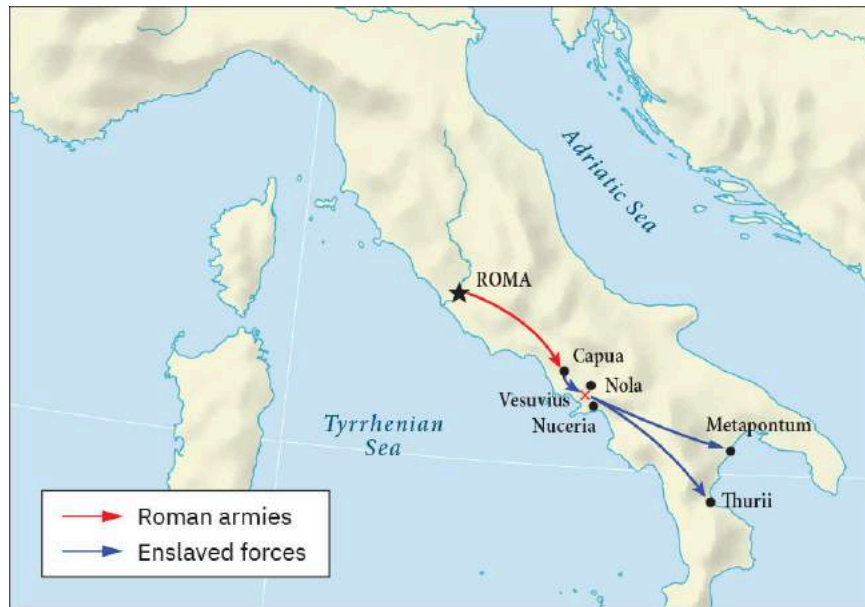 Adriatic Sea
ROMA
Capua
Nola
Vesuvius
Nuceria
Metapontum
Tyrrhenian
Sea
Thurii
Roman armies
Enslaved forces